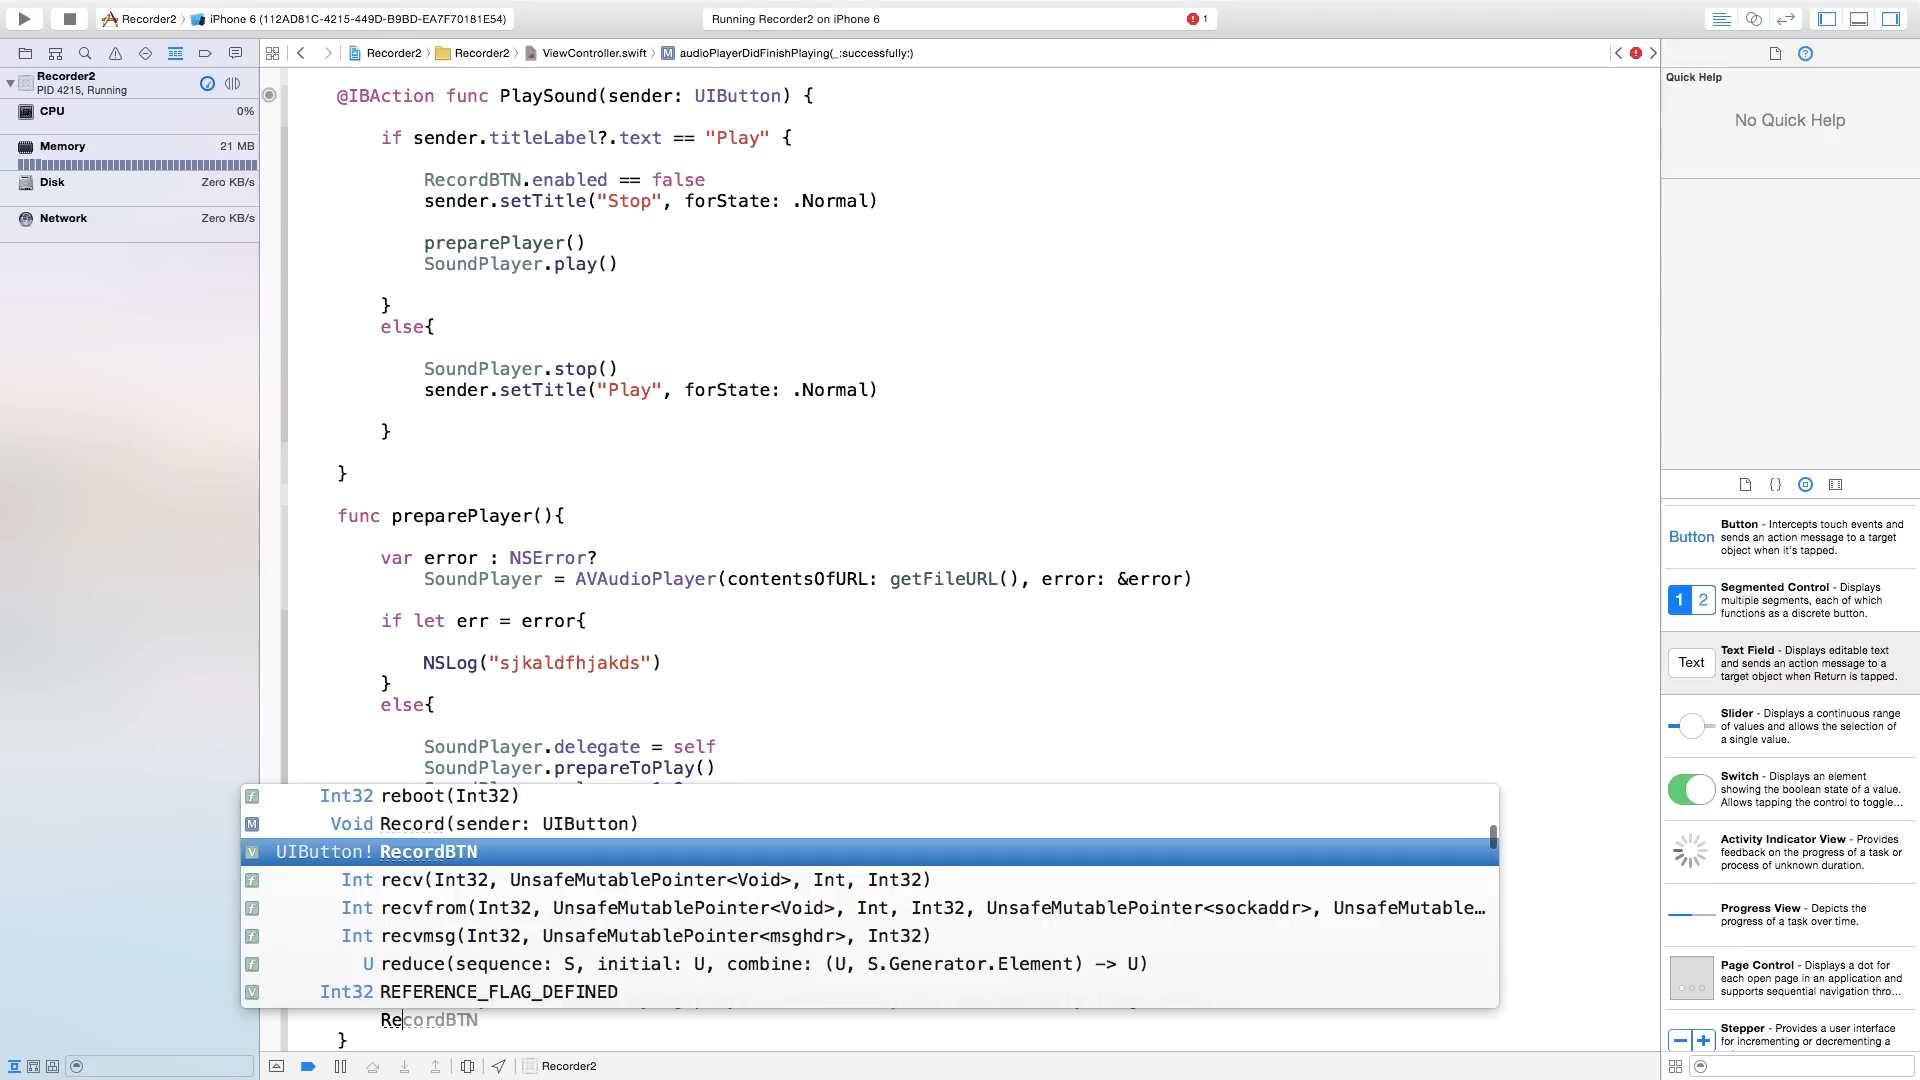 Recorder2 〉 iPhone 6 (112AD81C-4215-449D-B9BD-EA7F70181E54)
Running Recorder2 on iPhone 6
1
Recorder2 〉 Recorder2 〉 ViewController.swift 〉 M audioPlayerDidFinishPlaying(_:successfully:)
Recorder2
PID 4215, Running
CPU 0%
Memory 21 MB
Disk Zero KB/s
Network Zero KB/s
@IBAction func PlaySound(sender: UIButton) {
if sender.titleLabel?.text == "Play" {
RecordBTN.enabled == false
sender.setTitle("Stop", forState: .Normal)
preparePlayer()
SoundPlayer.play()
}
else{
SoundPlayer.stop()
sender.setTitle("Play", forState: .Normal)
}
}
func preparePlayer(){
var error : NSError?
SoundPlayer = AVAudioPlayer(contentsOfURL: getFileURL(), error: &error)
if let err = error{
NSLog("sjkaldfhjakds")
}
else{
SoundPlayer.delegate = self
SoundPlayer.prepareToPlay()
f Int32 reboot(Int32)
M Void Record(sender: UIButton)
V UIButton! RecordBTN
f Int recv(Int32, UnsafeMutablePointer<Void>, Int, Int32)
f Int recvfrom(Int32, UnsafeMutablePointer<Void>, Int, Int32, UnsafeMutablePointer<sockaddr>, UnsafeMutable…
f Int recvmsg(Int32, UnsafeMutablePointer<msghdr>, Int32)
f U reduce(sequence: S, initial: U, combine: (U, S.Generator.Element) -> U)
V Int32 REFERENCE_FLAG_DEFINED
RecordBTN
}
Recorder2
Quick Help
No Quick Help
{ }
Button
Button - Intercepts touch events and
sends an action message to a target
object when it's tapped.
1 2
Segmented Control - Displays
multiple segments, each of which
functions as a discrete button.
Text
Text Field - Displays editable text
and sends an action message to a
target object when Return is tapped.
Slider - Displays a continuous range
of values and allows the selection of
a single value.
Switch - Displays an element
showing the boolean state of a value.
Allows tapping the control to toggle...
Activity Indicator View - Provides
feedback on the progress of a task or
process of unknown duration.
Progress View - Depicts the
progress of a task over time.
Page Control - Displays a dot for
each open page in an application and
supports sequential navigation thro...
Stepper - Provides a user interface
for incrementing or decrementing a